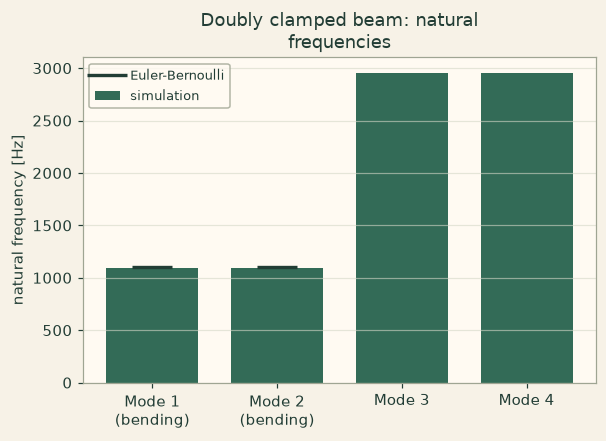 Doubly clamped beam: natural
frequencies
natural frequency [Hz]
3000
2500
2000
1500
1000
500
0
Euler-Bernoulli
simulation
Mode 1
(bending)
Mode 2
(bending)
Mode 3
Mode 4